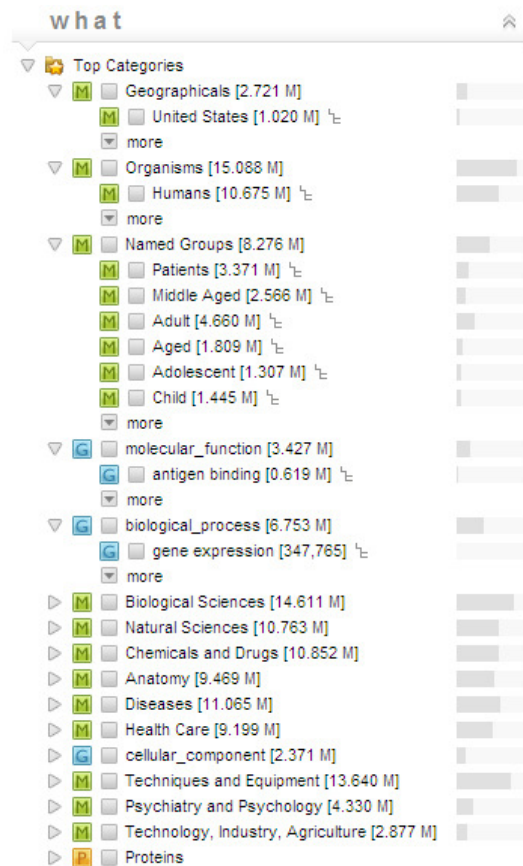 what
Top Categories
M Geographicals [2.721 M]
M United States [1.020 M]
more
M Organisms [15.088 M]
M Humans [10.675 M]
more
M Named Groups [8.276 M]
M Patients [3.371 M]
M Middle Aged [2.566 M]
M Adult [4.660 M]
M Aged [1.809 M]
M Adolescent [1.307 M]
M Child [1.445 M]
more
G molecular_function [3.427 M]
G antigen binding [0.619 M]
more
G biological_process [6.753 M]
G gene expression [347,765]
more
M Biological Sciences [14.611 M]
M Natural Sciences [10.763 M]
M Chemicals and Drugs [10.852 M]
M Anatomy [9.469 M]
M Diseases [11.065 M]
M Health Care [9.199 M]
G cellular_component [2.371 M]
M Techniques and Equipment [13.640 M]
M Psychiatry and Psychology [4.330 M]
M Technology, Industry, Agriculture [2.877 M]
P Proteins